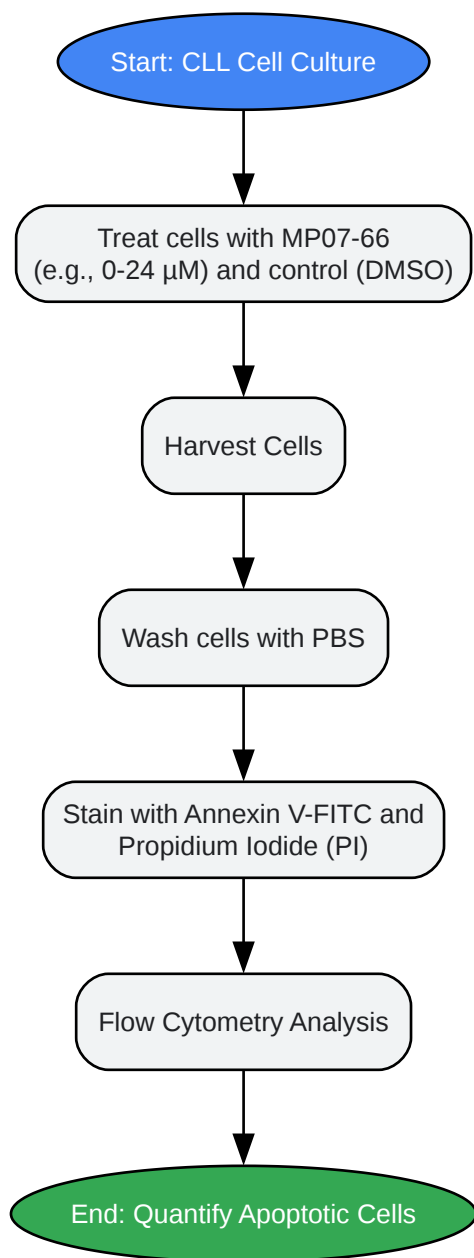 Start: CLL Cell Culture
Treat cells with MP07-66
(e.g., 0-24 µM) and control (DMSO)
Harvest Cells
Wash cells with PBS
Stain with Annexin V-FITC and
Propidium Iodide (PI)
Flow Cytometry Analysis
End: Quantify Apoptotic Cells